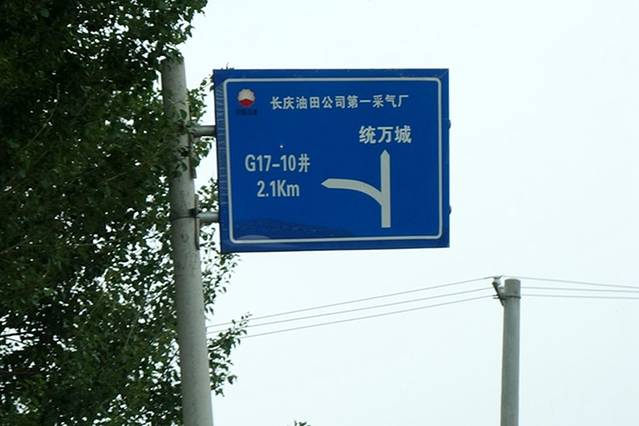 长庆油田公司第一采气厂
统万城
G17-10井
2.1Km